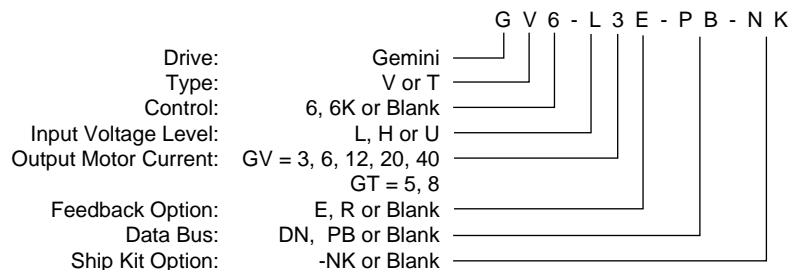 G V 6 - L 3 E - P B - N K
Drive: Gemini
Type: V or T
Control: 6, 6K or Blank
Input Voltage Level: L, H or U
Output Motor Current: GV = 3, 6, 12, 20, 40
GT = 5, 8
Feedback Option: E, R or Blank
Data Bus: DN, PB or Blank
Ship Kit Option: -NK or Blank